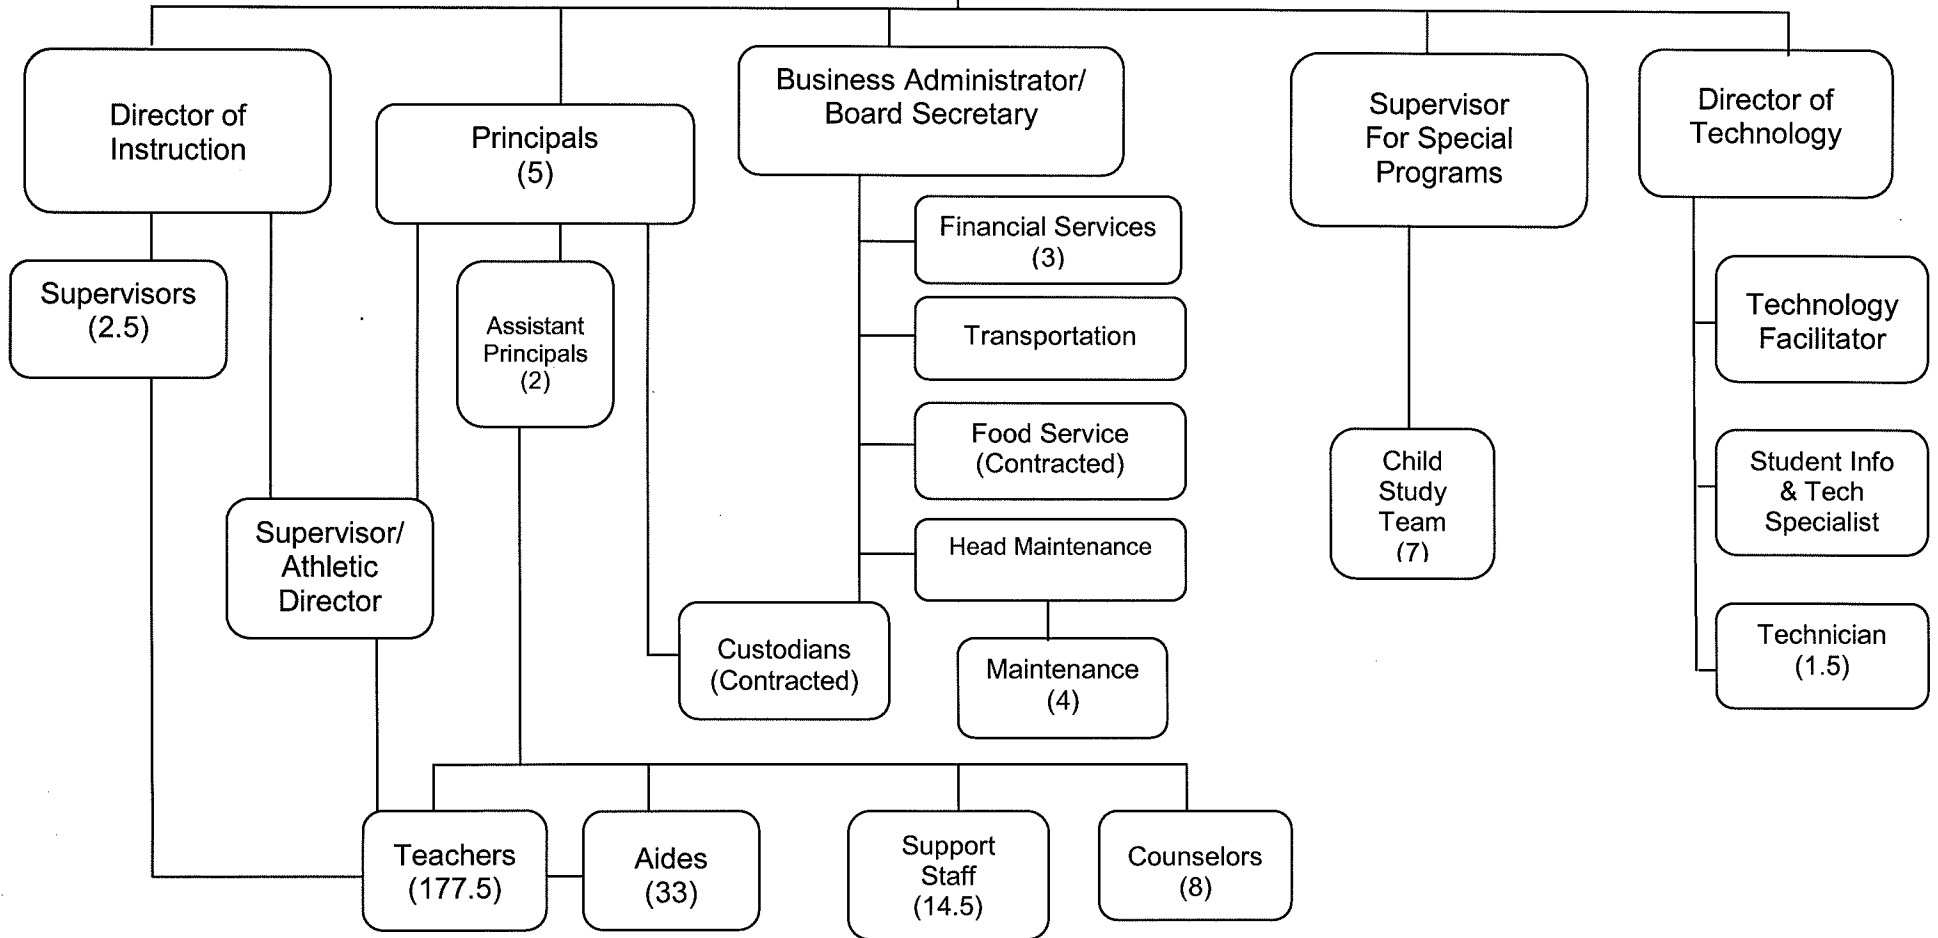 Director of
Instruction
Principals
(5)
Business Administrator/
Board Secretary
Supervisor
For Special
Programs
Director of
Technology
Supervisors
(2.5)
Assistant
Principals
(2)
Financial Services
(3)
Transportation
Food Service
(Contracted)
Head Maintenance
Maintenance
(4)
Custodians
(Contracted)
Child
Study
Team
(7)
Technology
Facilitator
Student Info
& Tech
Specialist
Technician
(1.5)
Supervisor/
Athletic
Director
Teachers
(177.5)
Aides
(33)
Support
Staff
(14.5)
Counselors
(8)